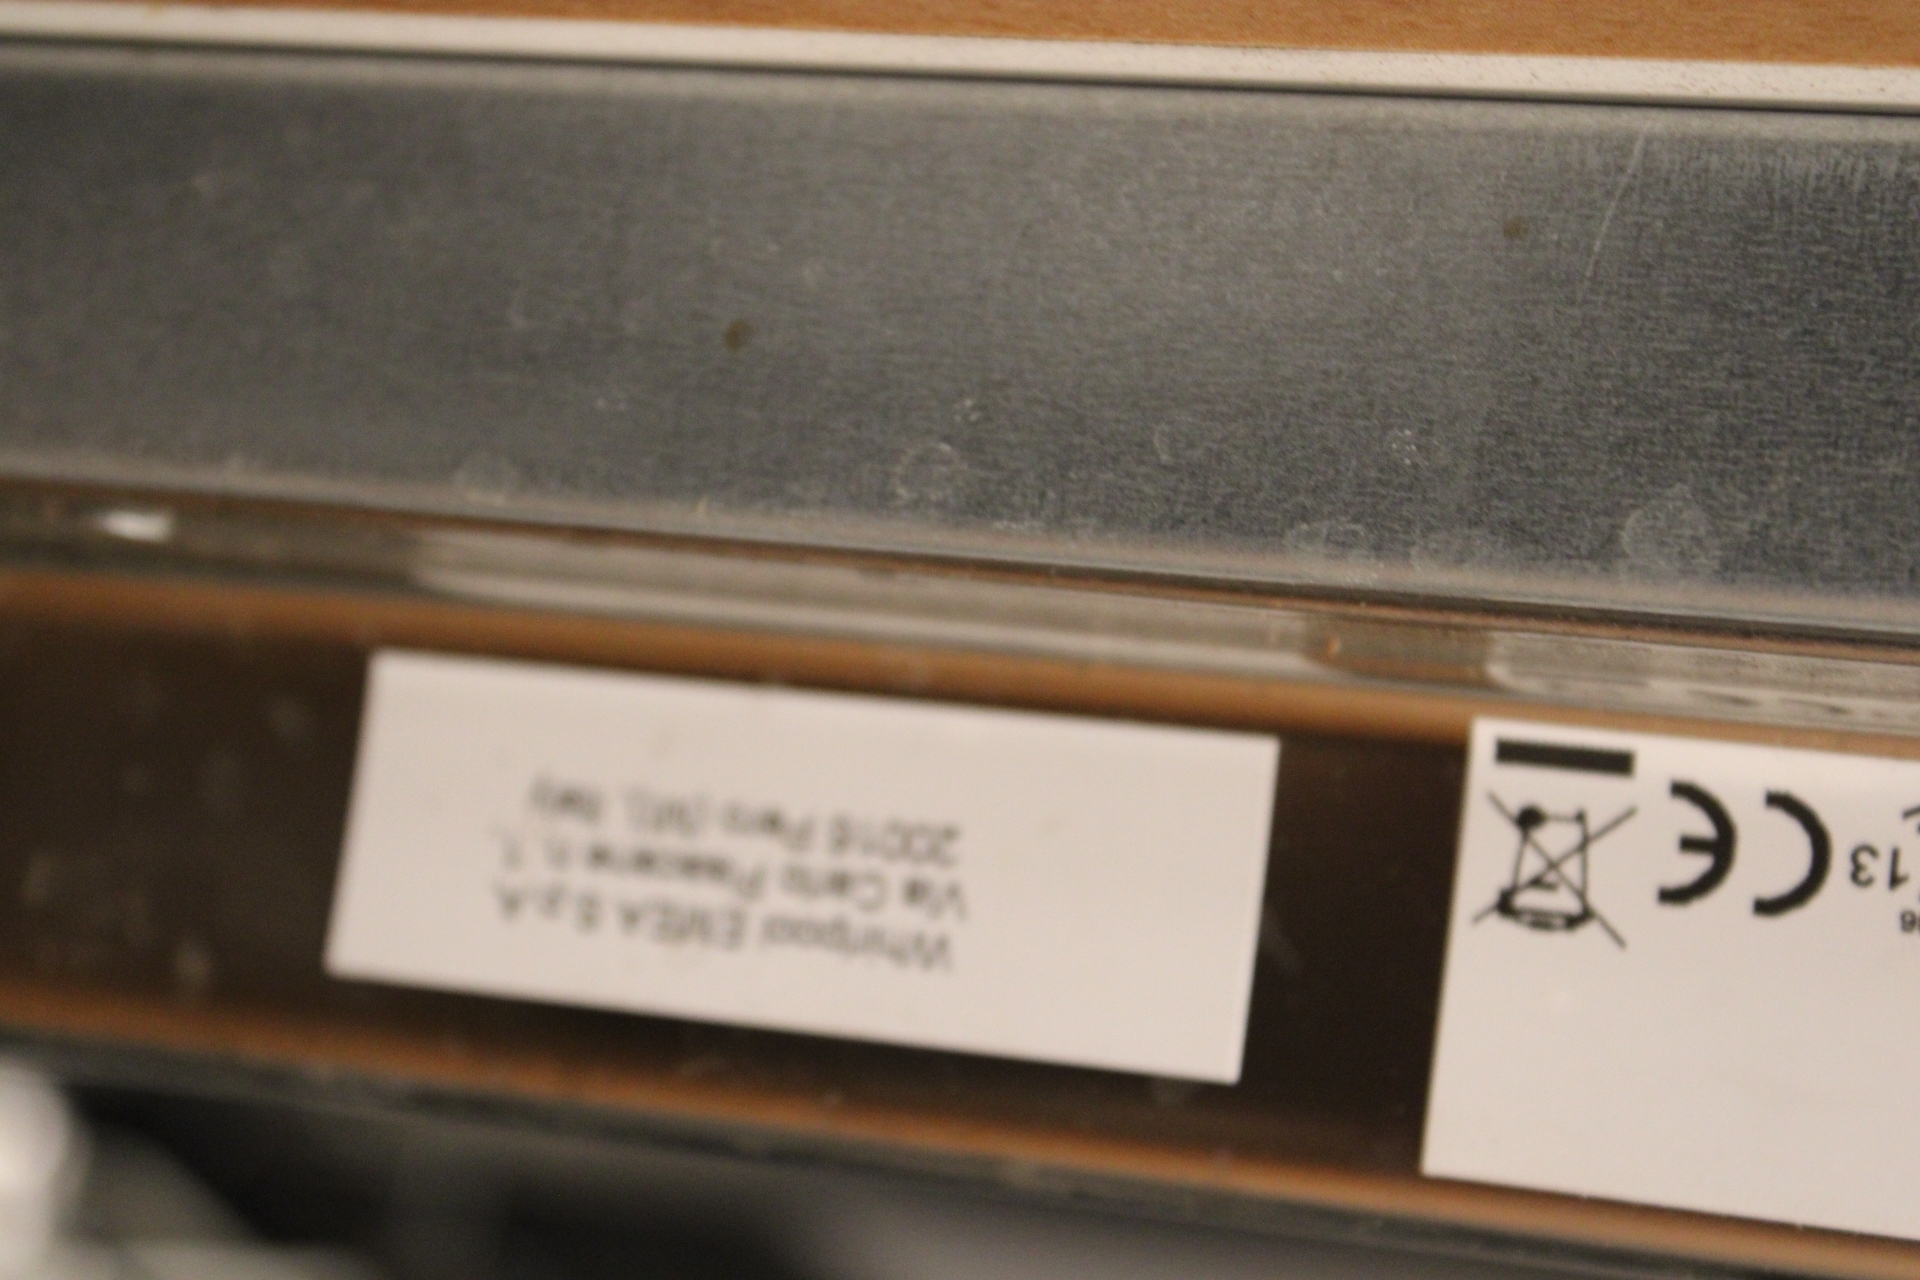 Whirlpool EMEA S.p.A.
Via Carlo Pisacane n. 1,
20016 Pero (MI), Italy
CE
13